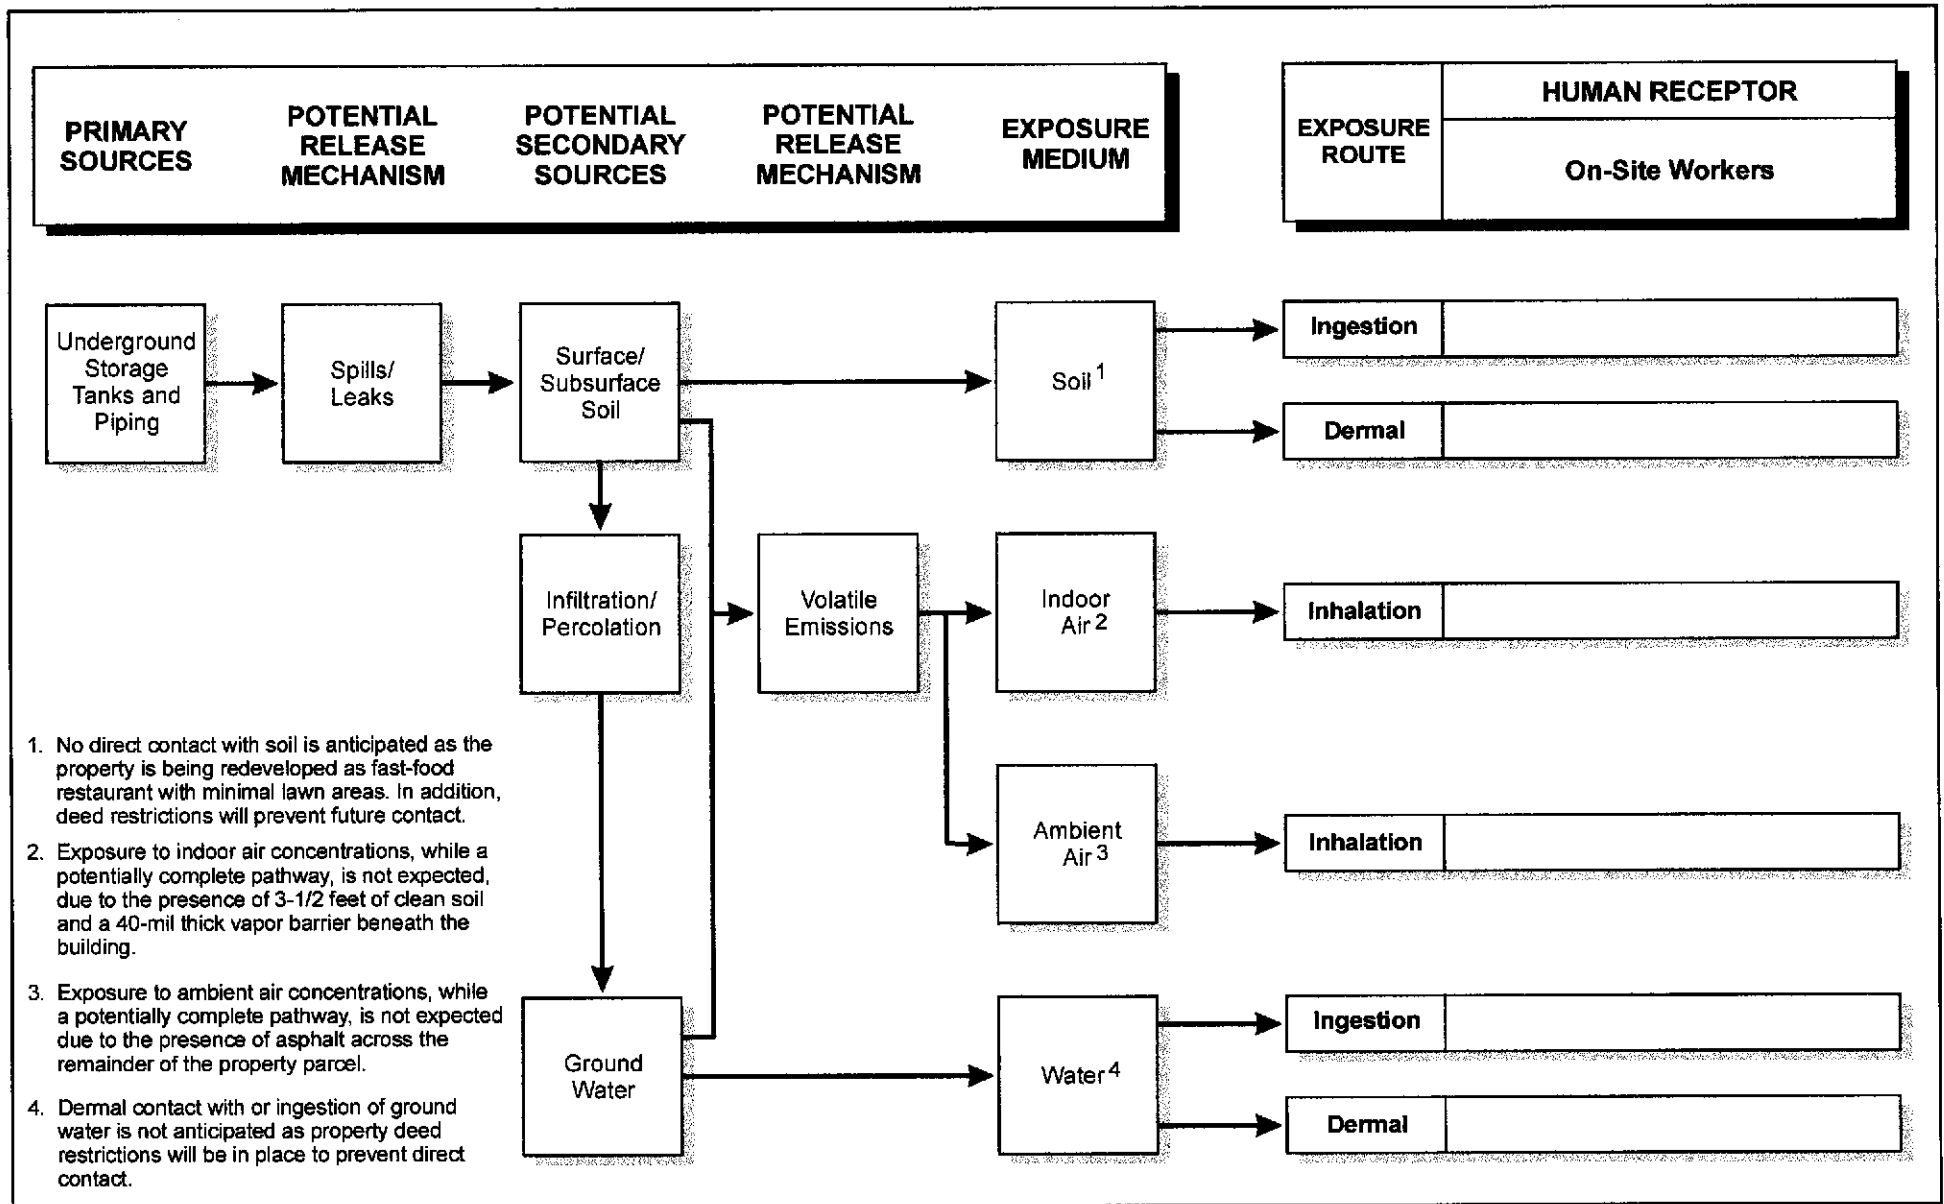 PRIMARY
SOURCES
POTENTIAL
RELEASE
MECHANISM
POTENTIAL
SECONDARY
SOURCES
POTENTIAL
RELEASE
MECHANISM
EXPOSURE
MEDIUM
EXPOSURE
ROUTE
HUMAN RECEPTOR
On-Site Workers
Underground
Storage
Tanks and
Piping
Spills/
Leaks
Surface/
Subsurface
Soil
Soil 1
Ingestion
Dermal
Infiltration/
Percolation
Volatile
Emissions
Indoor
Air 2
Inhalation
Ambient
Air 3
Inhalation
Ground
Water
Water 4
Ingestion
Dermal
1. No direct contact with soil is anticipated as the
property is being redeveloped as fast-food
restaurant with minimal lawn areas. In addition,
deed restrictions will prevent future contact.
2. Exposure to indoor air concentrations, while a
potentially complete pathway, is not expected,
due to the presence of 3-1/2 feet of clean soil
and a 40-mil thick vapor barrier beneath the
building.
3. Exposure to ambient air concentrations, while
a potentially complete pathway, is not expected
due to the presence of asphalt across the
remainder of the property parcel.
4. Dermal contact with or ingestion of ground
water is not anticipated as property deed
restrictions will be in place to prevent direct
contact.